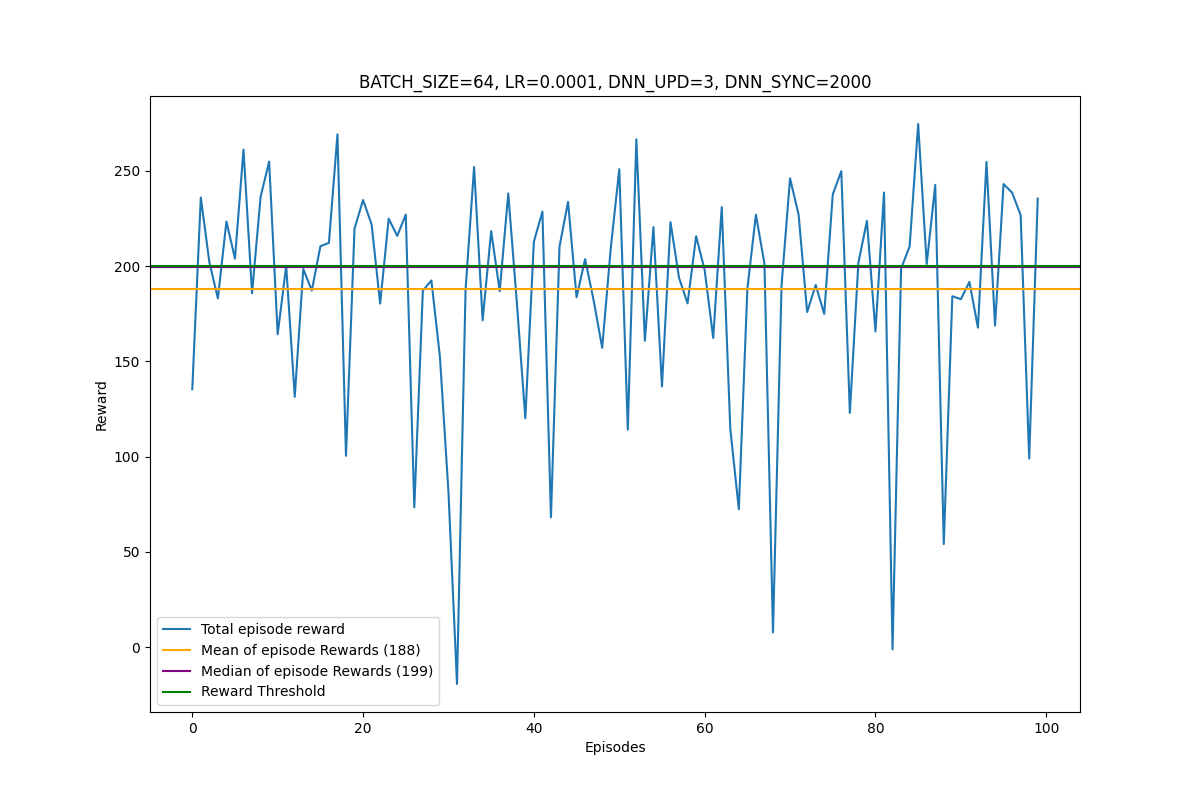 BATCH_SIZE=64, LR=0.0001, DNN_UPD=3, DNN_SYNC=2000
Reward
250
200
150
100
50
0
Total episode reward
Mean of episode Rewards (188)
Median of episode Rewards (199)
Reward Threshold
0 20 40 60 80 100
Episodes